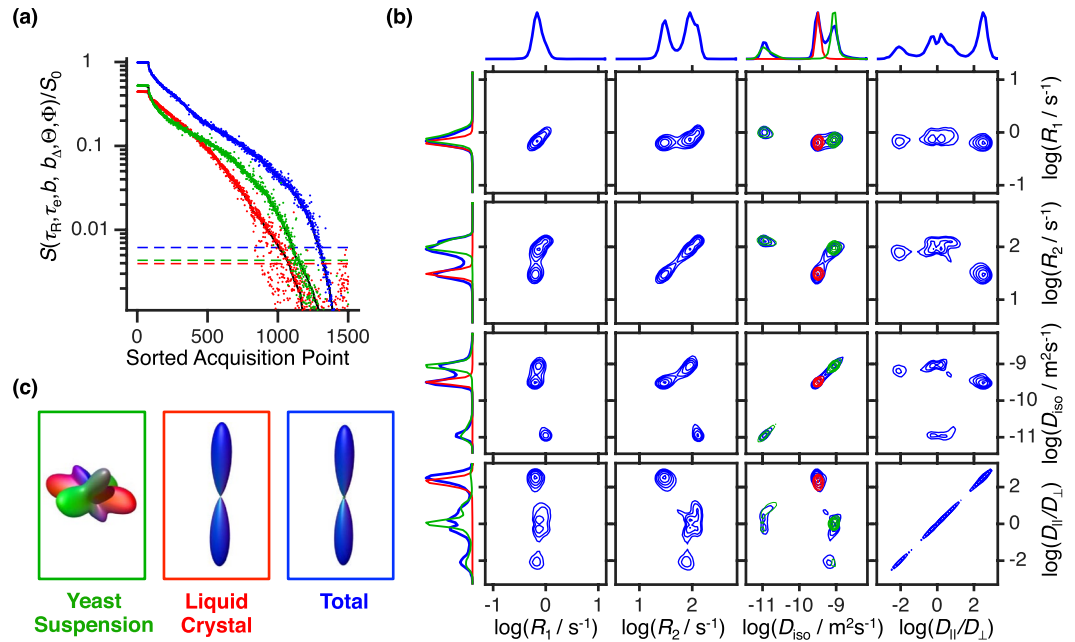 (a)
S(τR,τe,b, bΔ,Θ,Φ)/S0
1
0.1
0.01
0 500 1000 1500
Sorted Acquisition Point
(b)
log(R1 / s-1)
1
0
-1
log(R2 / s-1)
3
2
1
log(Diso / m2s-1)
-9
-10
-11
log(D||/D⊥)
2
0
-2
-1 0 1
log(R1 / s-1)
1 2 3
log(R2 / s-1)
-11 -10 -9
log(Diso / m2s-1)
-2 0 2
log(D||/D⊥)
(c)
Yeast
Suspension
Liquid
Crystal
Total